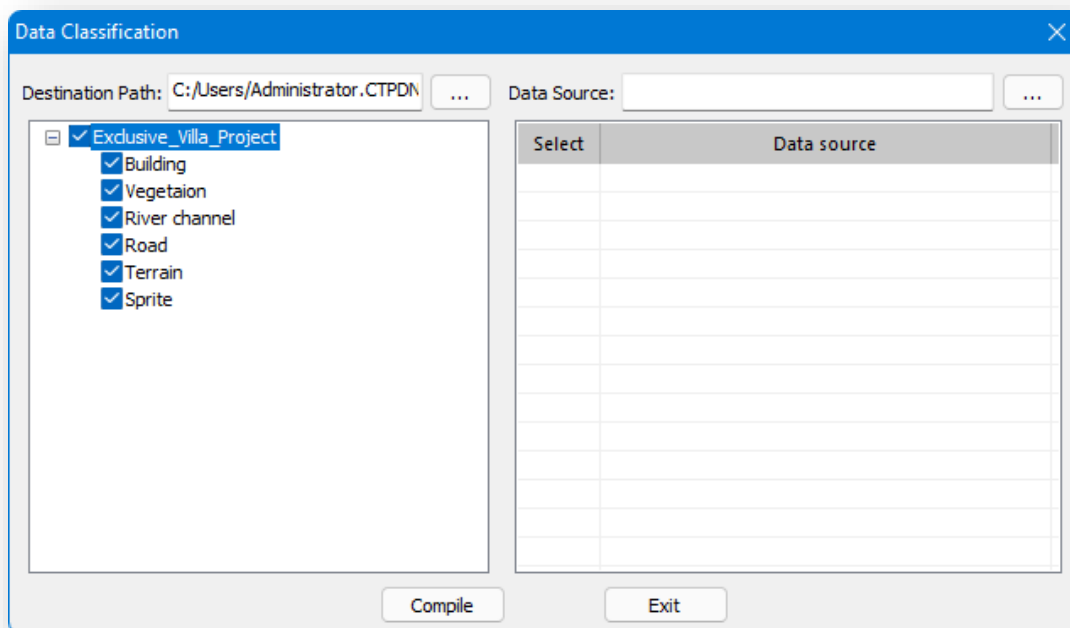 Data Classification
Destination Path: C:/Users/Administrator.CTPDN ... Data Source: ...
Exclusive_Villa_Project
Building
Vegetaion
River channel
Road
Terrain
Sprite
Select Data source
Compile Exit